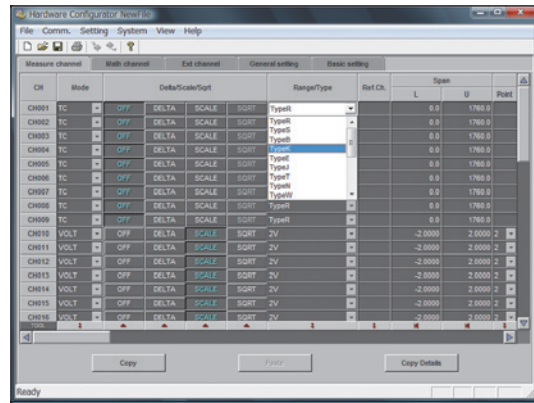 Hardware Configurator NewFile
File Comm. Setting System View Help
Measure channel Math channel Ext channel General setting Basic setting
CH Mode Delta/Scale/Sqrt Range/Type Ref.Ch. Span
L U Point
CH001 TC OFF DELTA SCALE SQRT TypeR 0.0 1760.0
CH002 TC OFF DELTA SCALE SQRT TypeR 0.0 1760.0
TypeS
CH003 TC OFF DELTA SCALE SQRT TypeB 0.0 1760.0
CH004 TC OFF DELTA SCALE SQRT TypeK 0.0 1760.0
TypeE
CH005 TC OFF DELTA SCALE SQRT TypeJ 0.0 1760.0
CH006 TC OFF DELTA SCALE SQRT TypeT 0.0 1760.0
TypeN
CH007 TC OFF DELTA SCALE SQRT TypeW 0.0 1760.0
CH008 TC OFF DELTA SCALE SQRT TypeR 0.0 1760.0
CH009 TC OFF DELTA SCALE SQRT TypeR 0.0 1760.0
CH010 VOLT OFF DELTA SCALE SQRT 2V -2.0000 2.0000 2
CH011 VOLT OFF DELTA SCALE SQRT 2V -2.0000 2.0000 2
CH012 VOLT OFF DELTA SCALE SQRT 2V -2.0000 2.0000 2
CH013 VOLT OFF DELTA SCALE SQRT 2V -2.0000 2.0000 2
CH014 VOLT OFF DELTA SCALE SQRT 2V -2.0000 2.0000 2
CH015 VOLT OFF DELTA SCALE SQRT 2V -2.0000 2.0000 2
CH016 VOLT OFF DELTA SCALE SQRT 2V -2.0000 2.0000 2
TOOL
Copy Paste Copy Details
Ready